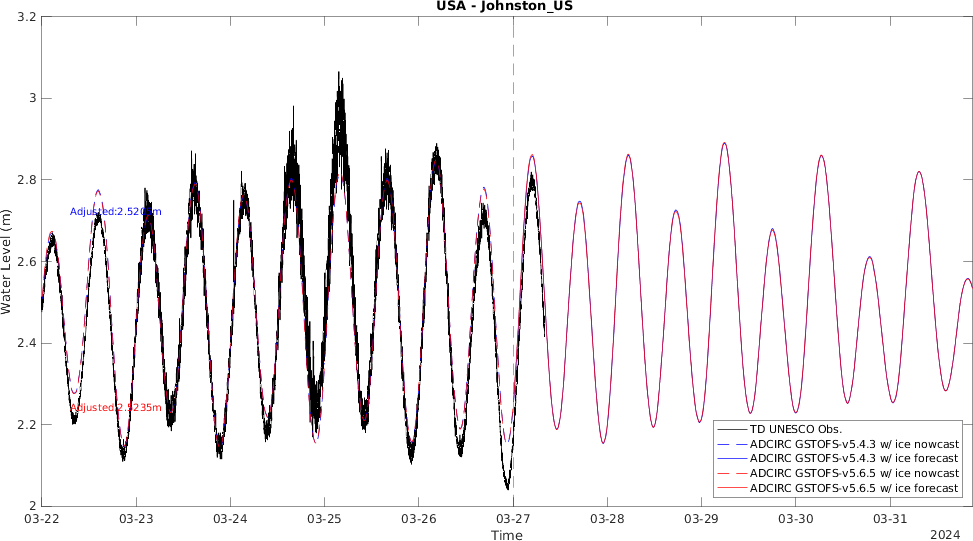 USA - Johnston_US
3.2
3
2.8
2.6
2.4
2.2
2
Water Level (m)
Adjusted:2.5201m
Adjusted:2.5235m
TD UNESCO Obs.
ADCIRC GSTOFS-v5.4.3 w/ ice nowcast
ADCIRC GSTOFS-v5.4.3 w/ ice forecast
ADCIRC GSTOFS-v5.6.5 w/ ice nowcast
ADCIRC GSTOFS-v5.6.5 w/ ice forecast
03-22 03-23 03-24 03-25 03-26 03-27 03-28 03-29 03-30 03-31
Time
2024